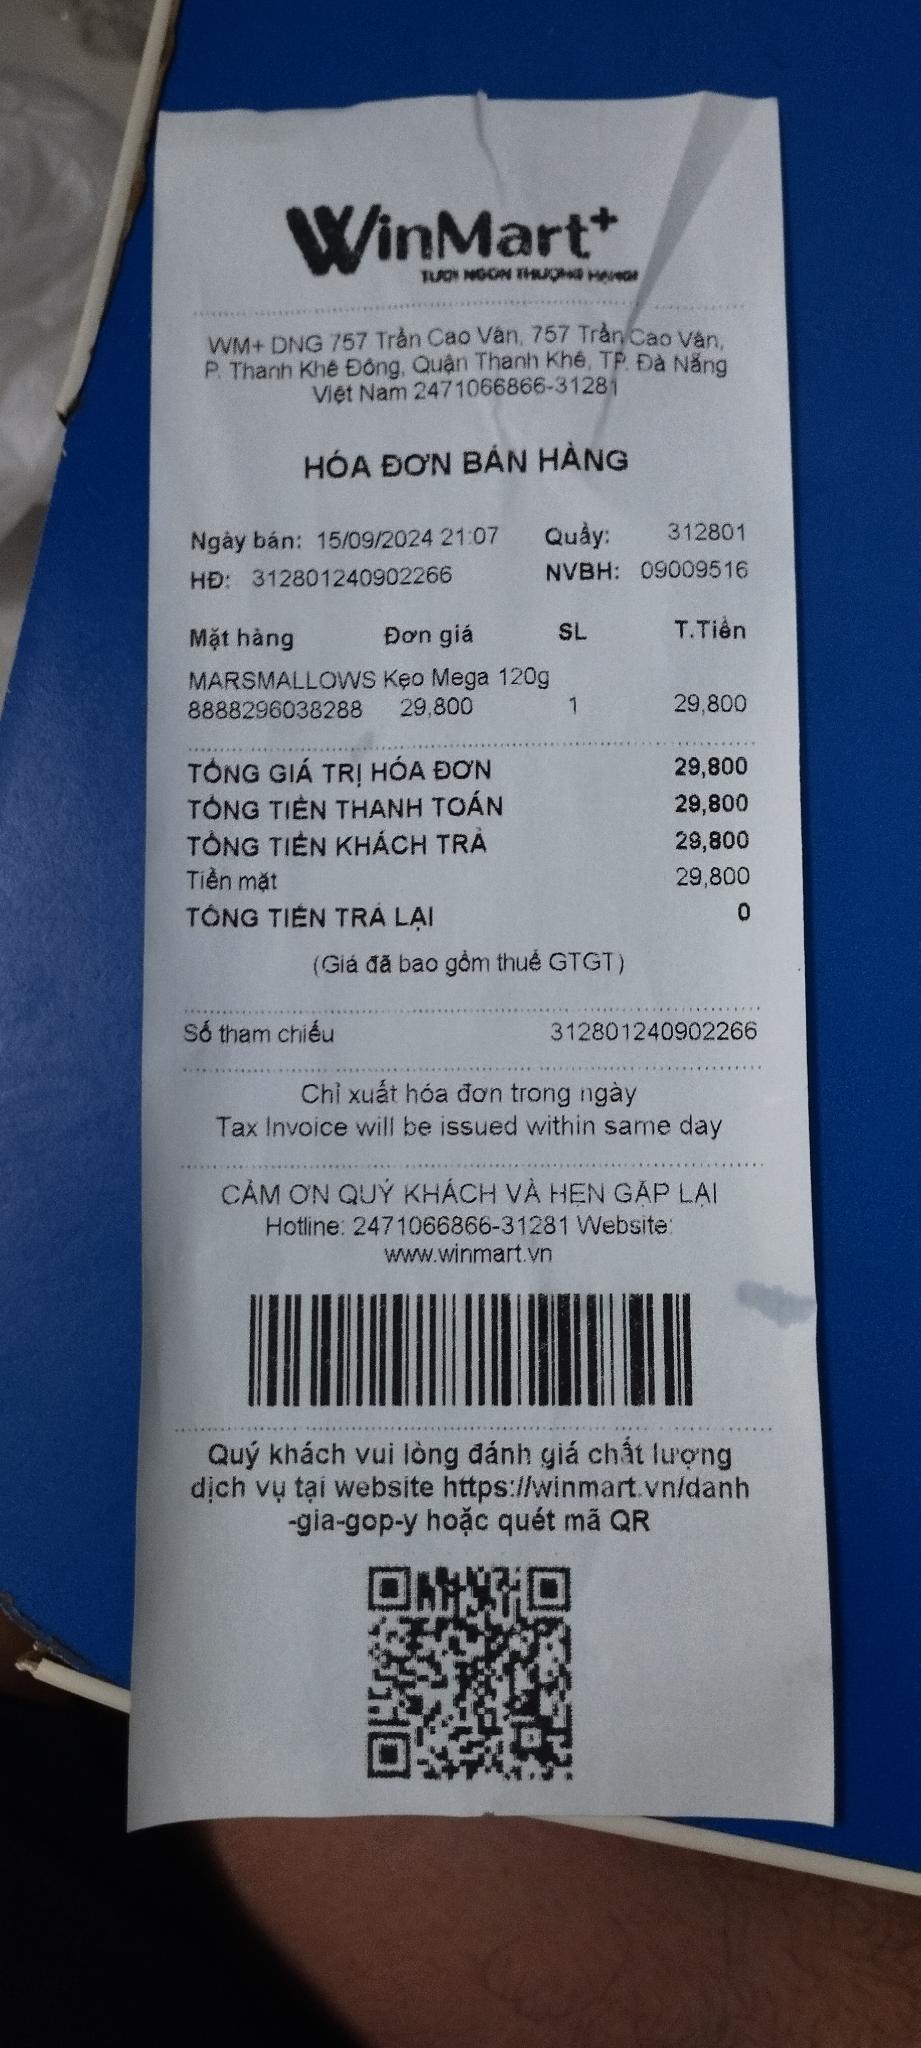 WinMart+
TƯƠI NGON THƯỢNG HẠNG!
WM+ DNG 757 Trần Cao Vân, 757 Trần Cao Vân,
P. Thanh Khê Đông, Quận Thanh Khê, TP. Đà Nẵng
Việt Nam 2471066866-31281
HÓA ĐƠN BÁN HÀNG
Ngày bán: 15/09/2024 21:07 Quầy: 312801
HĐ: 312801240902266 NVBH: 09009516
Mặt hàng Đơn giá SL T.Tiền
MARSMALLOWS Kẹo Mega 120g
8888296038288 29,800 1 29,800
TỔNG GIÁ TRỊ HÓA ĐƠN 29,800
TỔNG TIỀN THANH TOÁN 29,800
TỔNG TIỀN KHÁCH TRẢ 29,800
Tiền mặt 29,800
TỔNG TIỀN TRẢ LẠI 0
(Giá đã bao gồm thuế GTGT)
Số tham chiếu 312801240902266
Chỉ xuất hóa đơn trong ngày
Tax Invoice will be issued within same day
CẢM ƠN QUÝ KHÁCH VÀ HẸN GẶP LẠI
Hotline: 2471066866-31281 Website:
www.winmart.vn
Quý khách vui lòng đánh giá chất lượng
dịch vụ tại website https://winmart.vn/danh
-gia-gop-y hoặc quét mã QR